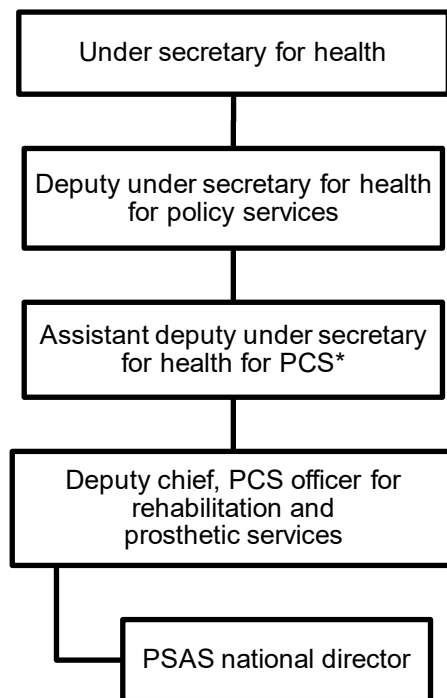 Under secretary for health
Deputy under secretary for health
for policy services
Assistant deputy under secretary
for health for PCS*
Deputy chief, PCS officer for
rehabilitation and
prosthetic services
PSAS national director